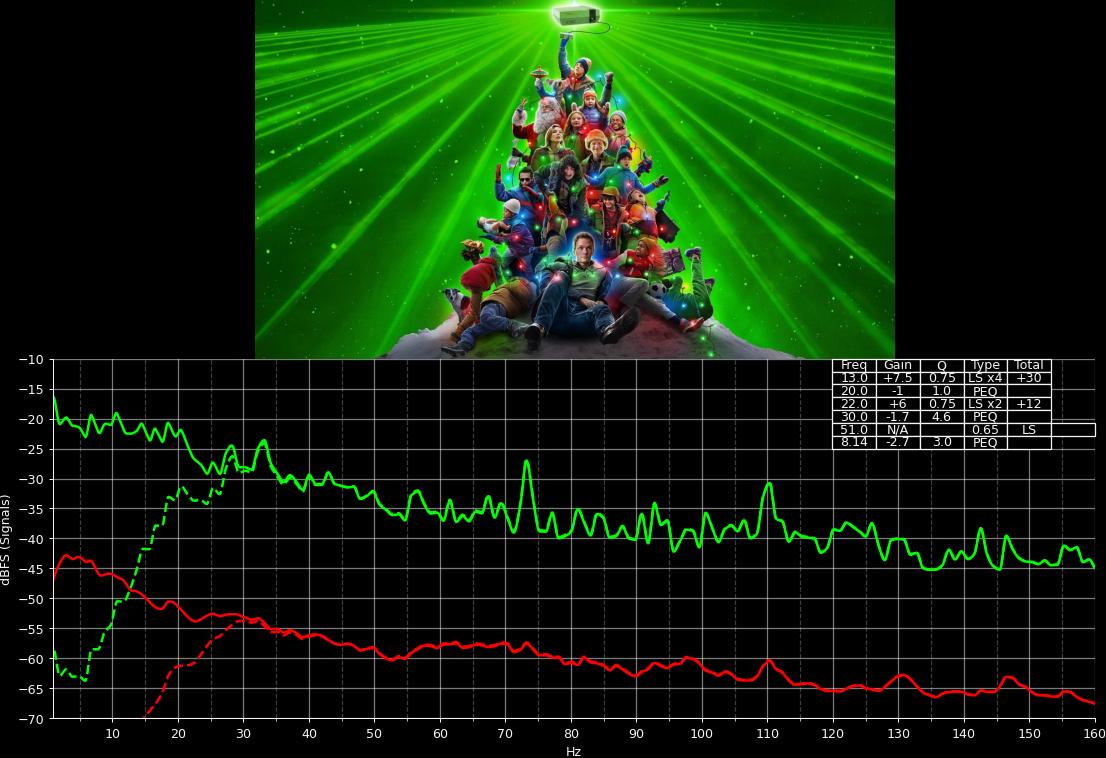 Freq Gain Q Type Total
13.0 +7.5 0.75 LS x4 +30
20.0 -1 1.0 PEQ
22.0 +6 0.75 LS x2 +12
30.0 -1.7 4.6 PEQ
51.0 N/A 0.65 LS
8.14 -2.7 3.0 PEQ
−10
−15
−20
−25
−30
−35
−40
−45
−50
−55
−60
−65
−70
dBFS (Signals)
10 20 30 40 50 60 70 80 90 100 110 120 130 140 150 160
Hz